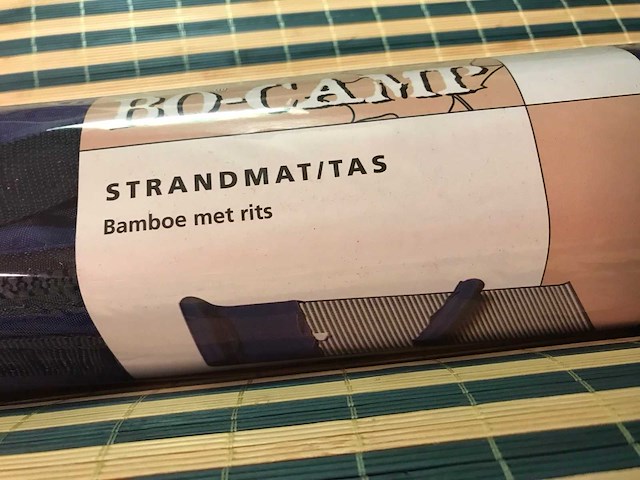 BO-CAMP
STRANDMAT/TAS
Bamboe met rits